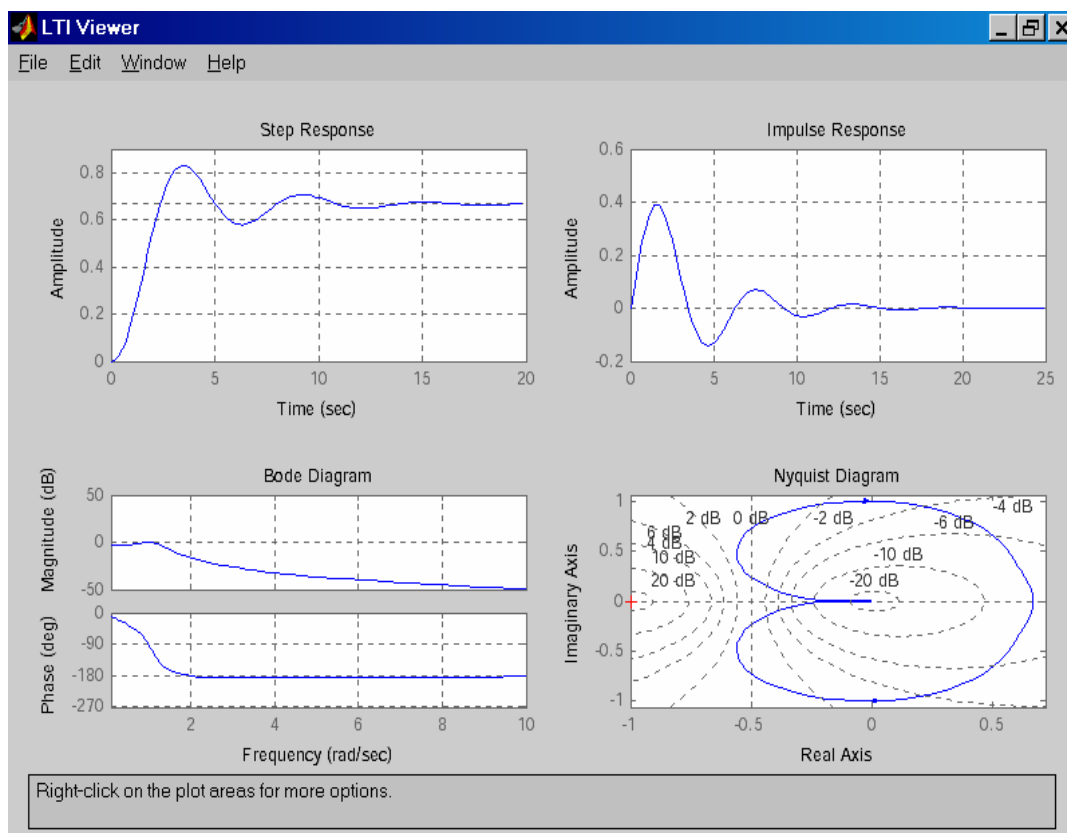 LTI Viewer
File Edit Window Help
Step Response
Amplitude
0.8
0.6
0.4
0.2
0
0 5 10 15 20
Time (sec)
Impulse Response
Amplitude
0.6
0.4
0.2
0
-0.2
0 5 10 15 20 25
Time (sec)
Bode Diagram
Magnitude (dB)
50
0
-50
Phase (deg)
0
-90
-180
-270
2 4 6 8 10
Frequency (rad/sec)
Nyquist Diagram
Imaginary Axis
1
0.5
0
-0.5
-1
2 dB 0 dB -2 dB -4 dB
6 dB -6 dB
4 dB
10 dB -10 dB
20 dB -20 dB
-1 -0.5 0 0.5
Real Axis
Right-click on the plot areas for more options.